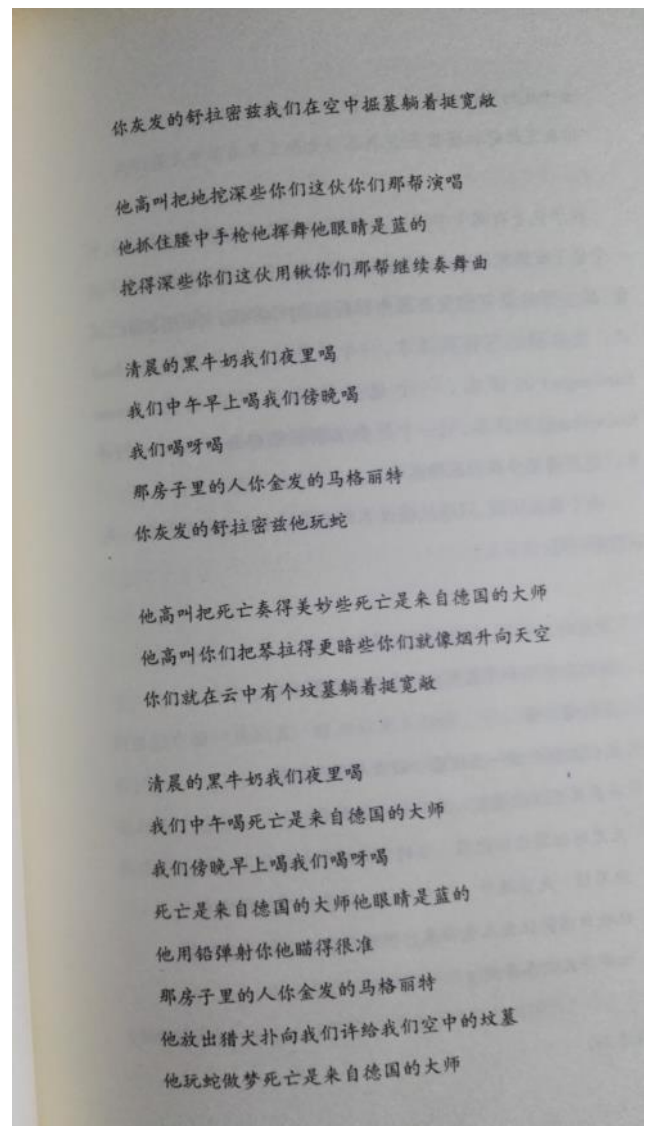 你灰发的舒拉密兹我们在空中掘墓躺着挺宽敞
他高叫把地挖深些你们这伙你们那帮演唱
他抓住腰中手枪他挥舞他眼睛是蓝的
挖得深些你们这伙用锹你们那帮继续奏舞曲
清晨的黑牛奶我们夜里喝
我们中午早上喝我们傍晚喝
我们喝呀喝
那房子里的人你金发的马格丽特
你灰发的舒拉密兹他玩蛇
他高叫把死亡奏得美妙些死亡是来自德国的大师
他高叫你们把琴拉得更暗些你们就像烟升向天空
你们就在云中有个坟墓躺着挺宽敞
清晨的黑牛奶我们夜里喝
我们中午喝死亡是来自德国的大师
我们傍晚早上喝我们喝呀喝
死亡是来自德国的大师他眼睛是蓝的
他用铅弹射你他瞄得很准
那房子里的人你金发的马格丽特
他放出猎犬扑向我们许给我们空中的坟墓
他玩蛇做梦死亡是来自德国的大师